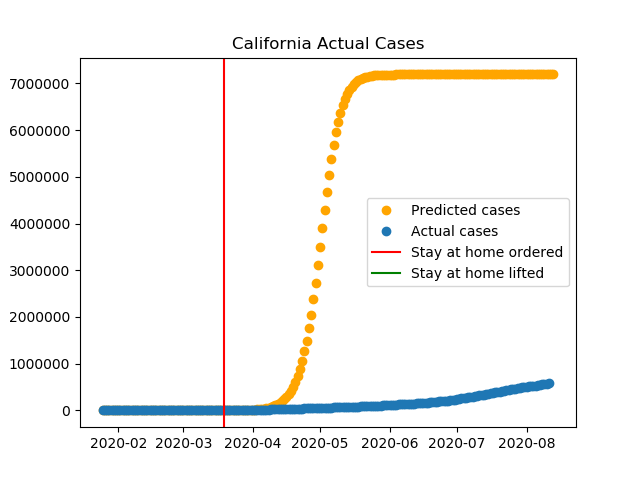 California Actual Cases
7000000
6000000
5000000
4000000
3000000
2000000
1000000
0
Predicted cases
Actual cases
Stay at home ordered
Stay at home lifted
2020-02 2020-03 2020-04 2020-05 2020-06 2020-07 2020-08